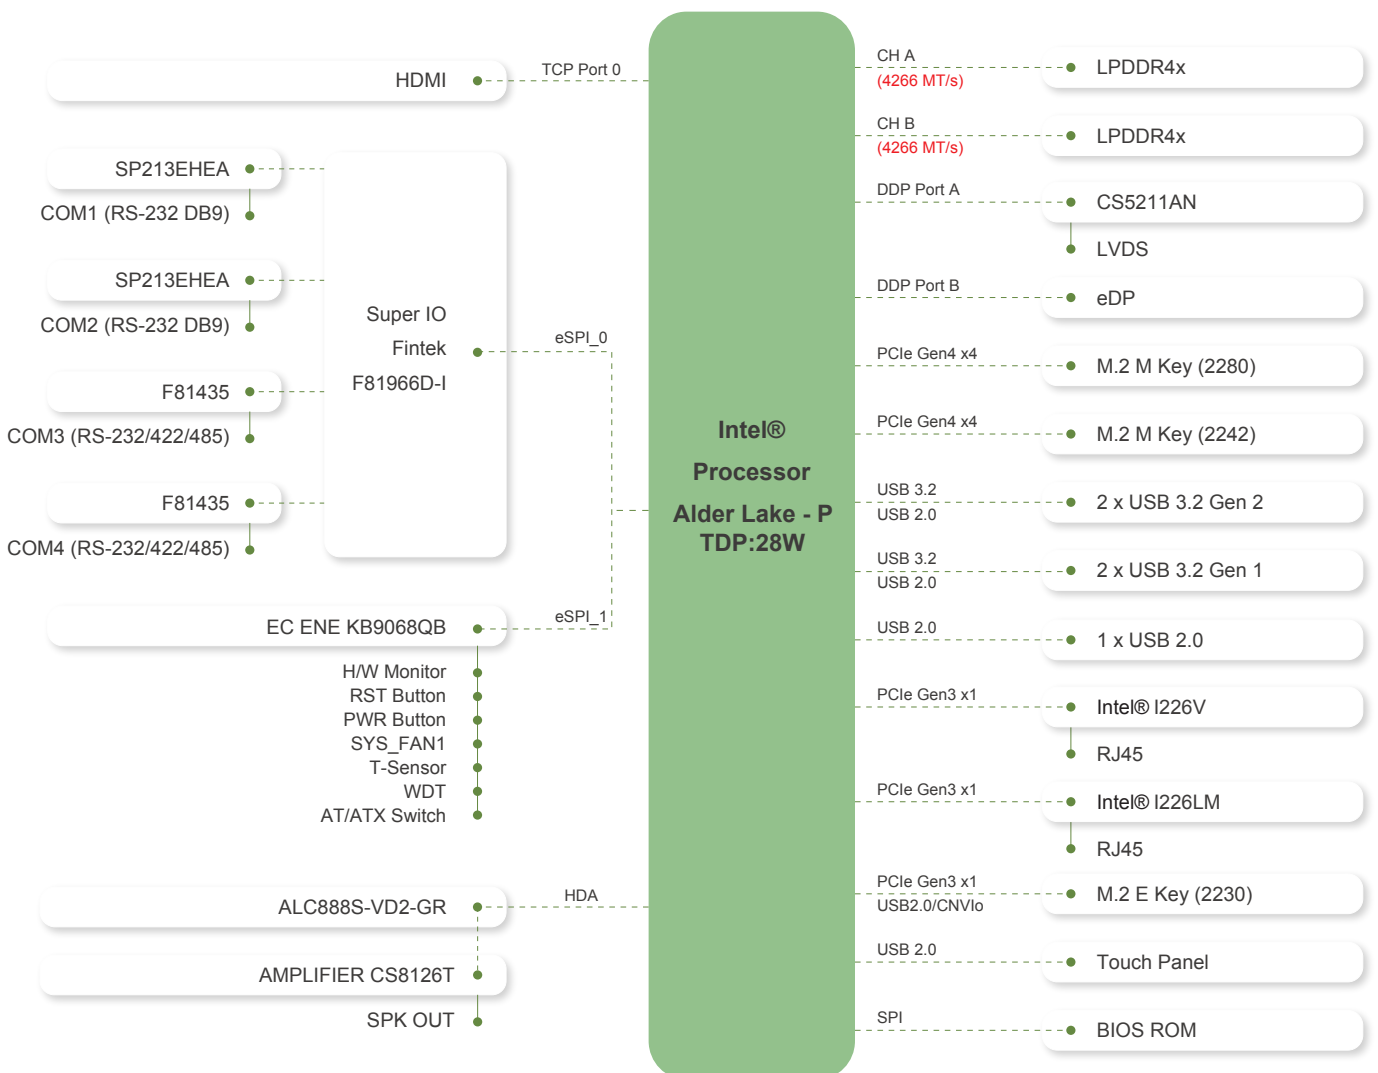 HDMI
TCP Port 0
SP213EHEA
COM1 (RS-232 DB9)
SP213EHEA
COM2 (RS-232 DB9)
F81435
COM3 (RS-232/422/485)
F81435
COM4 (RS-232/422/485)
Super IO
Fintek
F81966D-I
eSPI_0
eSPI_1
EC ENE KB9068QB
H/W Monitor
RST Button
PWR Button
SYS_FAN1
T-Sensor
WDT
AT/ATX Switch
ALC888S-VD2-GR
HDA
AMPLIFIER CS8126T
SPK OUT
Intel®
Processor
Alder Lake - P
TDP:28W
CH A
(4266 MT/s)
LPDDR4x
CH B
(4266 MT/s)
LPDDR4x
DDP Port A
CS5211AN
LVDS
DDP Port B
eDP
PCIe Gen4 x4
M.2 M Key (2280)
PCIe Gen4 x4
M.2 M Key (2242)
USB 3.2
USB 2.0
2 x USB 3.2 Gen 2
USB 3.2
USB 2.0
2 x USB 3.2 Gen 1
USB 2.0
1 x USB 2.0
PCIe Gen3 x1
Intel® I226V
RJ45
PCIe Gen3 x1
Intel® I226LM
RJ45
PCIe Gen3 x1
USB2.0/CNVIo
M.2 E Key (2230)
USB 2.0
Touch Panel
SPI
BIOS ROM